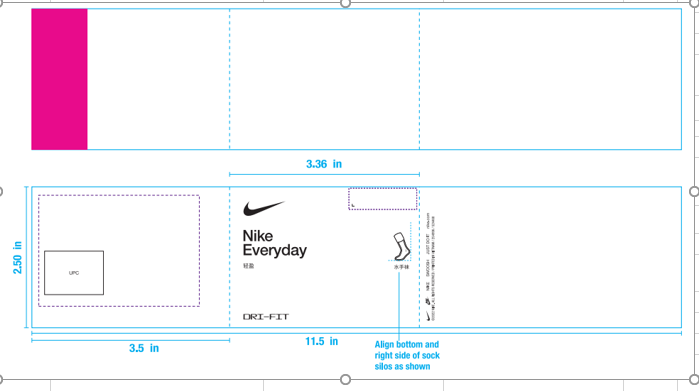 3.36 in
2.50 in
UPC
Nike
Everyday
轻盈
水手袜
DRI-FIT
3.5 in
11.5 in
Align bottom and
right side of sock
silos as shown